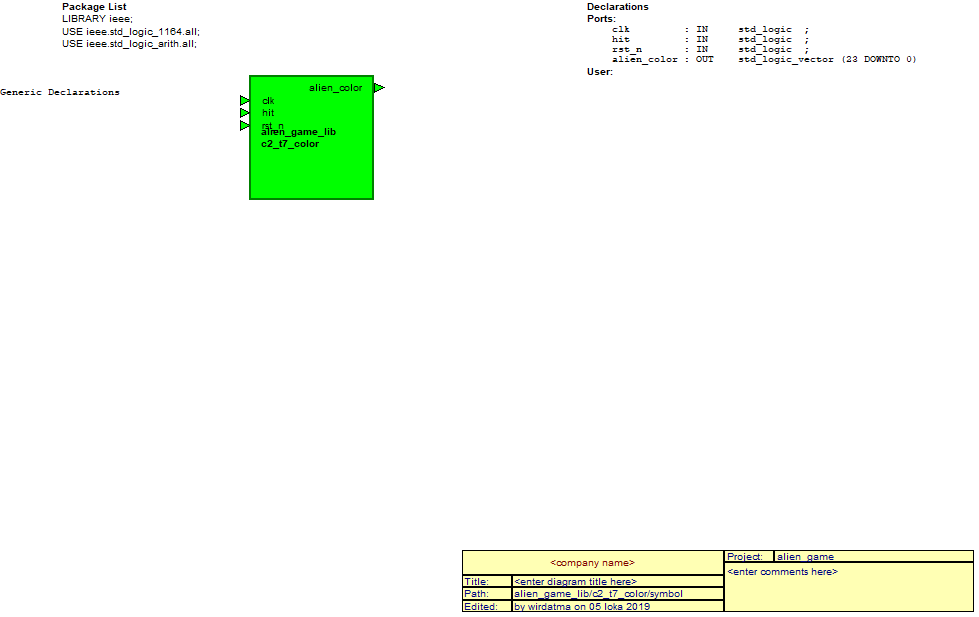 Package List
LIBRARY ieee;
USE ieee.std_logic_1164.all;
USE ieee.std_logic_arith.all;
Declarations
Ports:
clk : IN std_logic ;
hit : IN std_logic ;
rst_n : IN std_logic ;
alien_color : OUT std_logic_vector (23 DOWNTO 0)
User:
Generic Declarations
alien_color
clk
hit
rst_n
alien_game_lib
c2_t7_color
<company name>
Title: <enter diagram title here>
Path: alien_game_lib/c2_t7_color/symbol
Edited: by wirdatma on 05 loka 2019
Project: alien_game
<enter comments here>